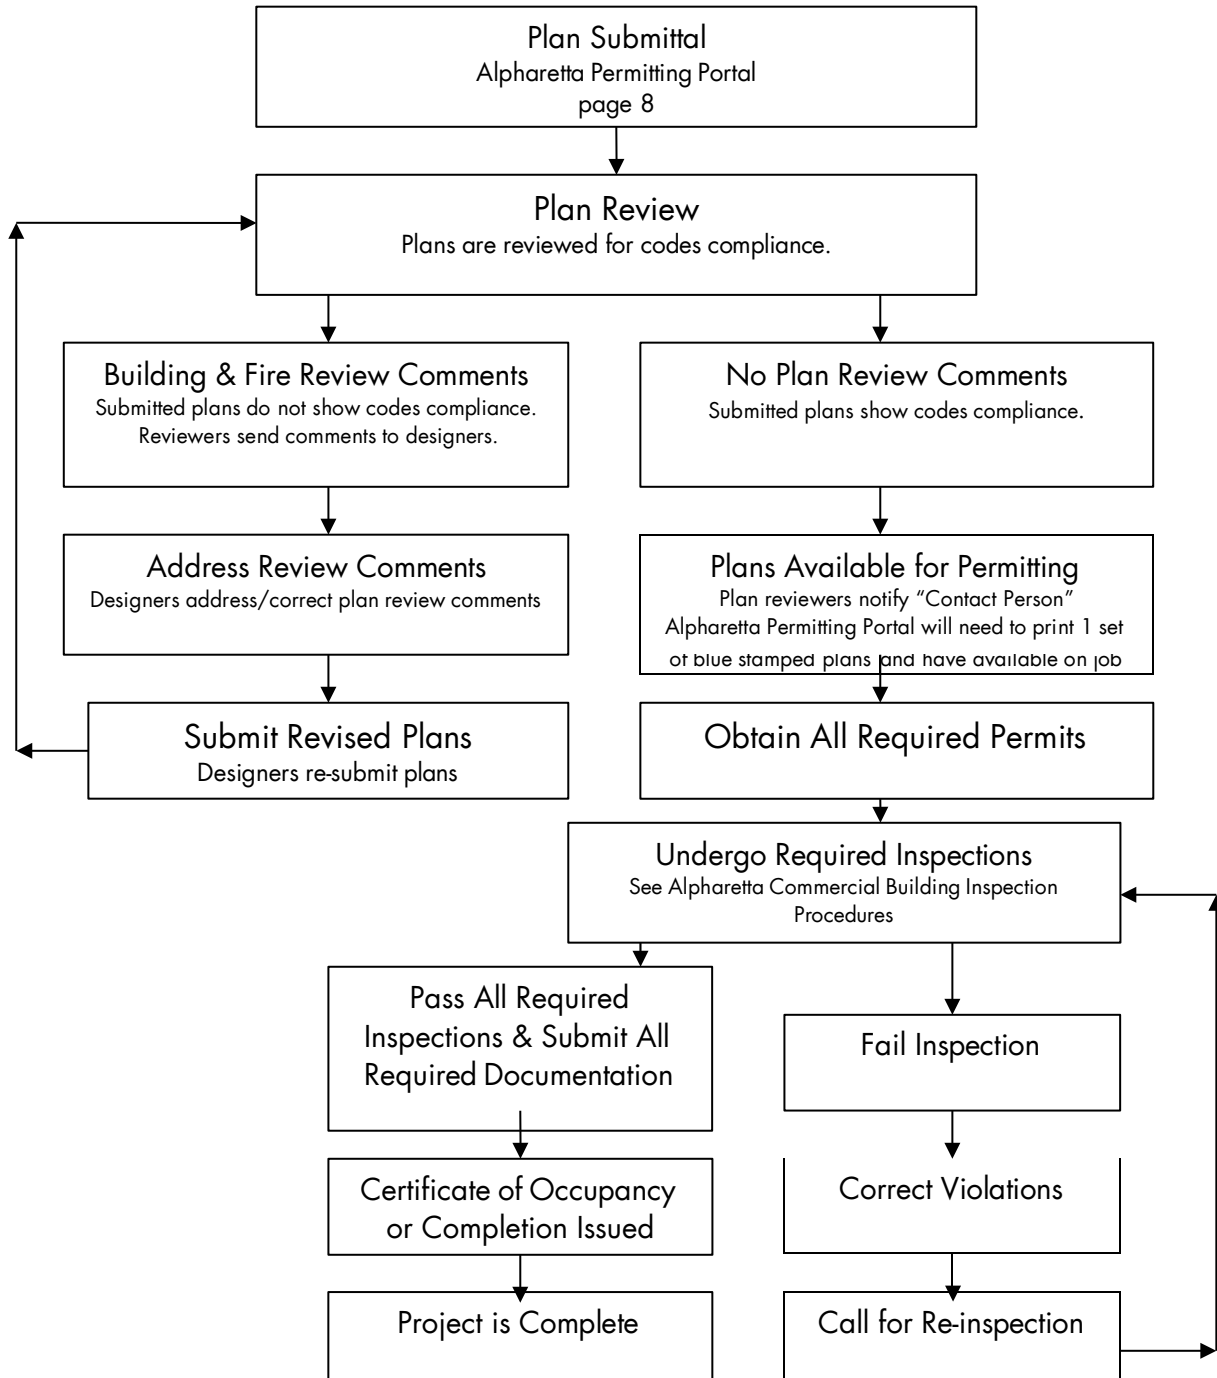 Plan Submittal
Alpharetta Permitting Portal
page 8
Plan Review
Plans are reviewed for codes compliance.
Building & Fire Review Comments
Submitted plans do not show codes compliance.
Reviewers send comments to designers.
No Plan Review Comments
Submitted plans show codes compliance.
Address Review Comments
Designers address/correct plan review comments
Plans Available for Permitting
Plan reviewers notify “Contact Person”
Alpharetta Permitting Portal will need to print 1 set
of blue stamped plans and have available on job
Submit Revised Plans
Designers re-submit plans
Obtain All Required Permits
Undergo Required Inspections
See Alpharetta Commercial Building Inspection
Procedures
Pass All Required
Inspections & Submit All
Required Documentation
Fail Inspection
Certificate of Occupancy
or Completion Issued
Correct Violations
Project is Complete
Call for Re-inspection